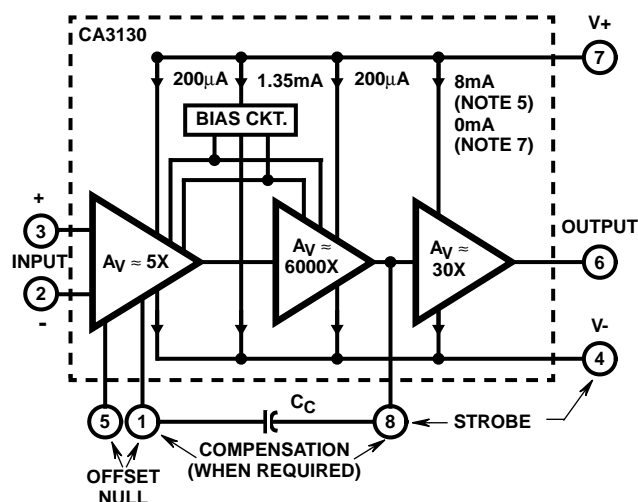 CA3130
V+
7
200μA
1.35mA
200μA
8mA
(NOTE 5)
0mA
(NOTE 7)
BIAS CKT.
+
3
INPUT
2
-
AV ≈ 5X
AV ≈
6000X
AV ≈
30X
OUTPUT
6
V-
4
5
1
CC
8
STROBE
OFFSET
NULL
COMPENSATION
(WHEN REQUIRED)